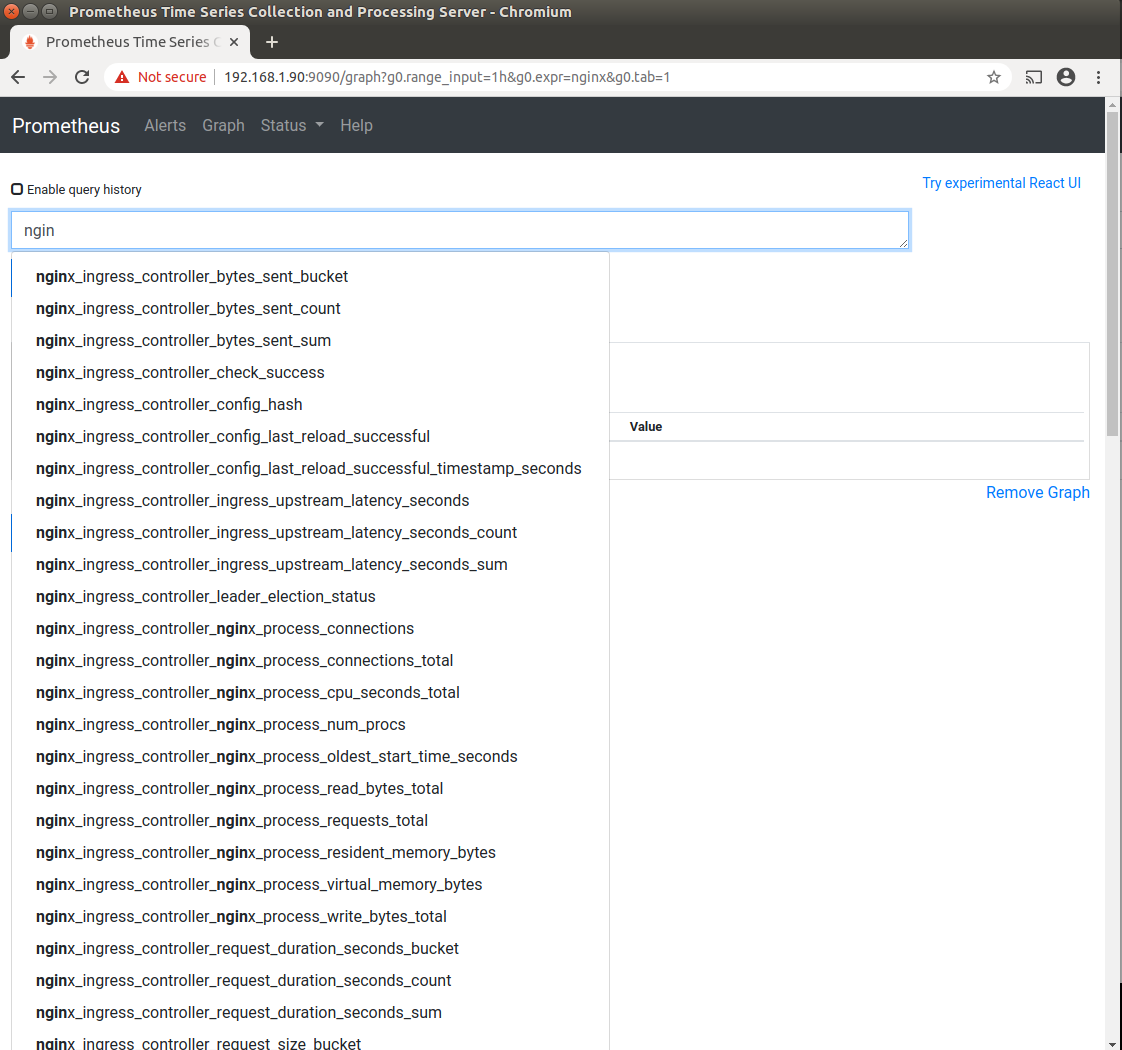 Prometheus Time Series Collection and Processing Server - Chromium
Prometheus Time Series C
Not secure 192.168.1.90:9090/graph?g0.range_input=1h&g0.expr=nginx&g0.tab=1
Prometheus Alerts Graph Status Help
Try experimental React UI
Enable query history
ngin
nginx_ingress_controller_bytes_sent_bucket
nginx_ingress_controller_bytes_sent_count
nginx_ingress_controller_bytes_sent_sum
nginx_ingress_controller_check_success
nginx_ingress_controller_config_hash
Value
nginx_ingress_controller_config_last_reload_successful
nginx_ingress_controller_config_last_reload_successful_timestamp_seconds
Remove Graph
nginx_ingress_controller_ingress_upstream_latency_seconds
nginx_ingress_controller_ingress_upstream_latency_seconds_count
nginx_ingress_controller_ingress_upstream_latency_seconds_sum
nginx_ingress_controller_leader_election_status
nginx_ingress_controller_nginx_process_connections
nginx_ingress_controller_nginx_process_connections_total
nginx_ingress_controller_nginx_process_cpu_seconds_total
nginx_ingress_controller_nginx_process_num_procs
nginx_ingress_controller_nginx_process_oldest_start_time_seconds
nginx_ingress_controller_nginx_process_read_bytes_total
nginx_ingress_controller_nginx_process_requests_total
nginx_ingress_controller_nginx_process_resident_memory_bytes
nginx_ingress_controller_nginx_process_virtual_memory_bytes
nginx_ingress_controller_nginx_process_write_bytes_total
nginx_ingress_controller_request_duration_seconds_bucket
nginx_ingress_controller_request_duration_seconds_count
nginx_ingress_controller_request_duration_seconds_sum
nginx_ingress_controller_request_size_bucket